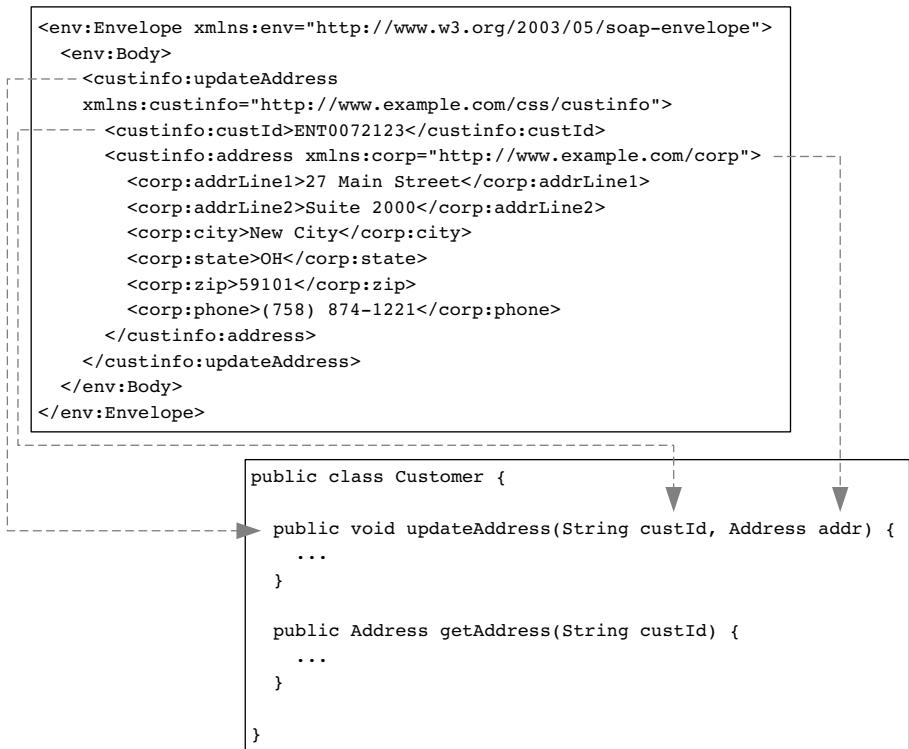 <env:Envelope xmlns:env="http://www.w3.org/2003/05/soap-envelope">
<env:Body>
<custinfo:updateAddress
xmlns:custinfo="http://www.example.com/css/custinfo">
<custinfo:custId>ENT0072123</custinfo:custId>
<custinfo:address xmlns:corp="http://www.example.com/corp">
<corp:addrLine1>27 Main Street</corp:addrLine1>
<corp:addrLine2>Suite 2000</corp:addrLine2>
<corp:city>New City</corp:city>
<corp:state>OH</corp:state>
<corp:zip>59101</corp:zip>
<corp:phone>(758) 874-1221</corp:phone>
</custinfo:address>
</custinfo:updateAddress>
</env:Body>
</env:Envelope>
public class Customer {
public void updateAddress(String custId, Address addr) {
...
}
public Address getAddress(String custId) {
...
}
}